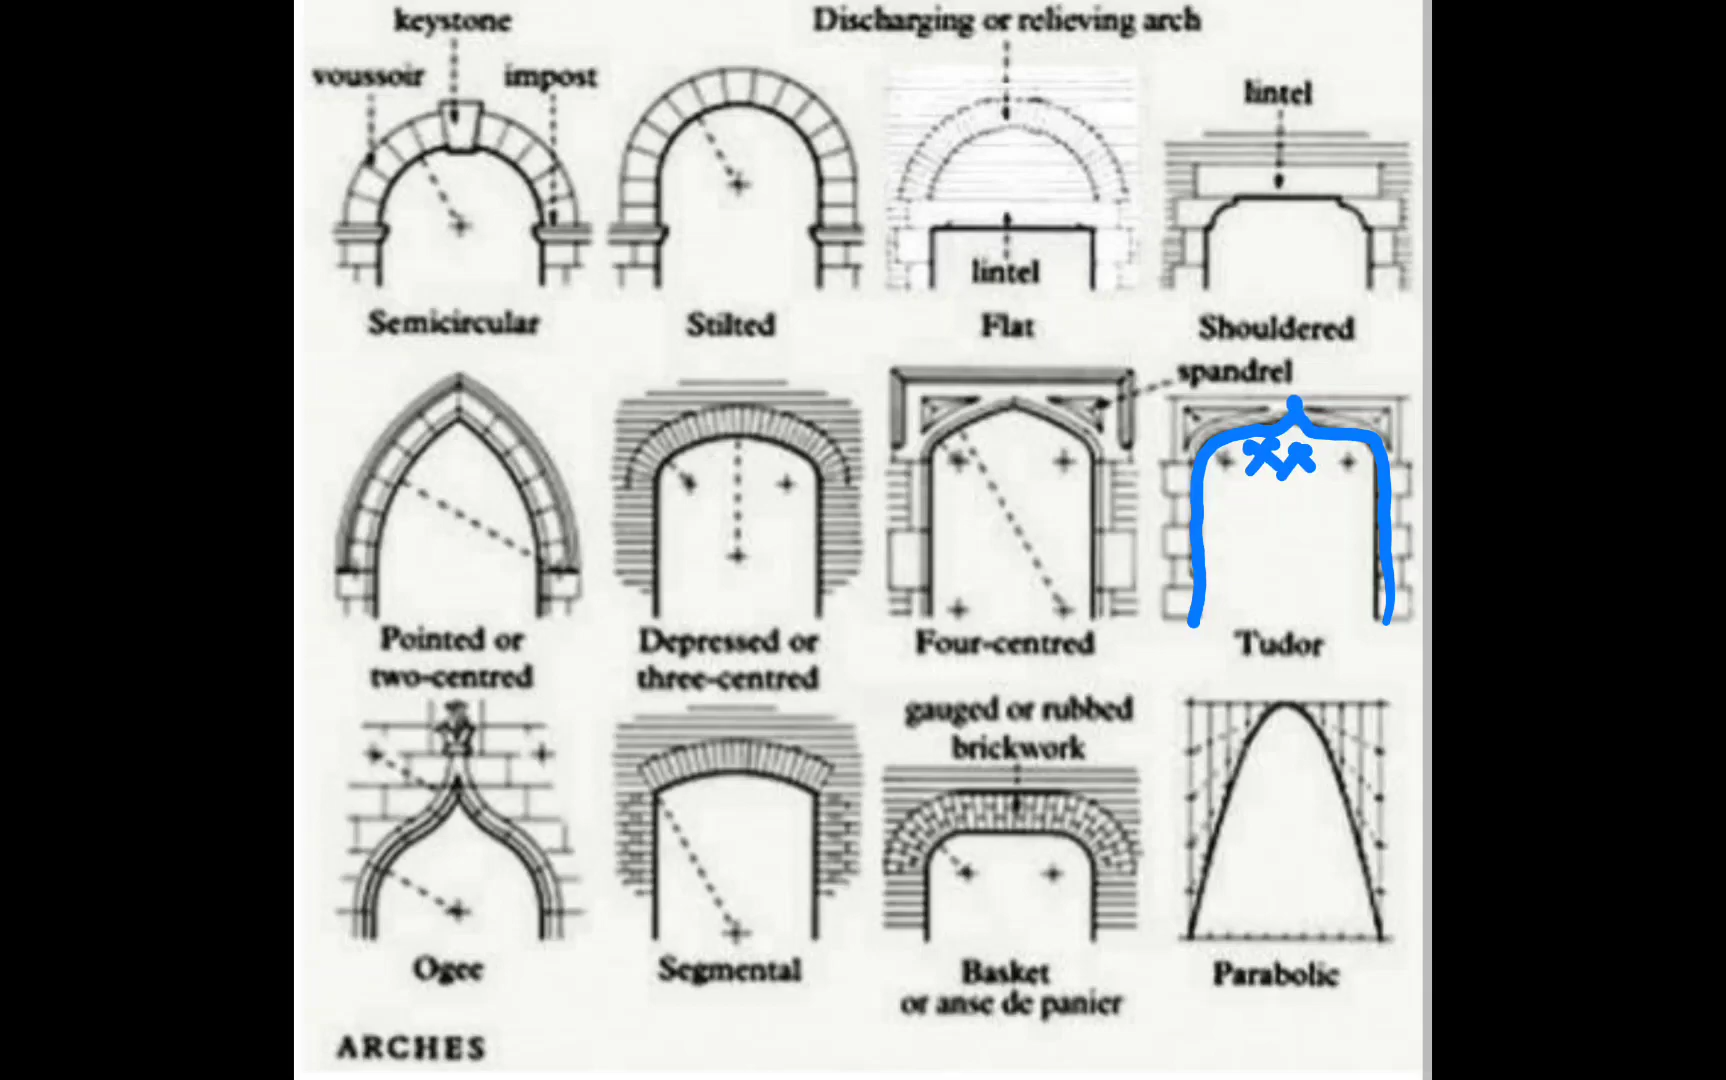 keystone
Discharging or relieving arch
voussoir
impost
lintel
lintel
Semicircular
Stilted
Flat
Shouldered
spandrel
Pointed or
two-centred
Depressed or
three-centred
Four-centred
Tudor
gauged or rubbed
brickwork
Ogee
Segmental
Basket
or anse de panier
Parabolic
ARCHES